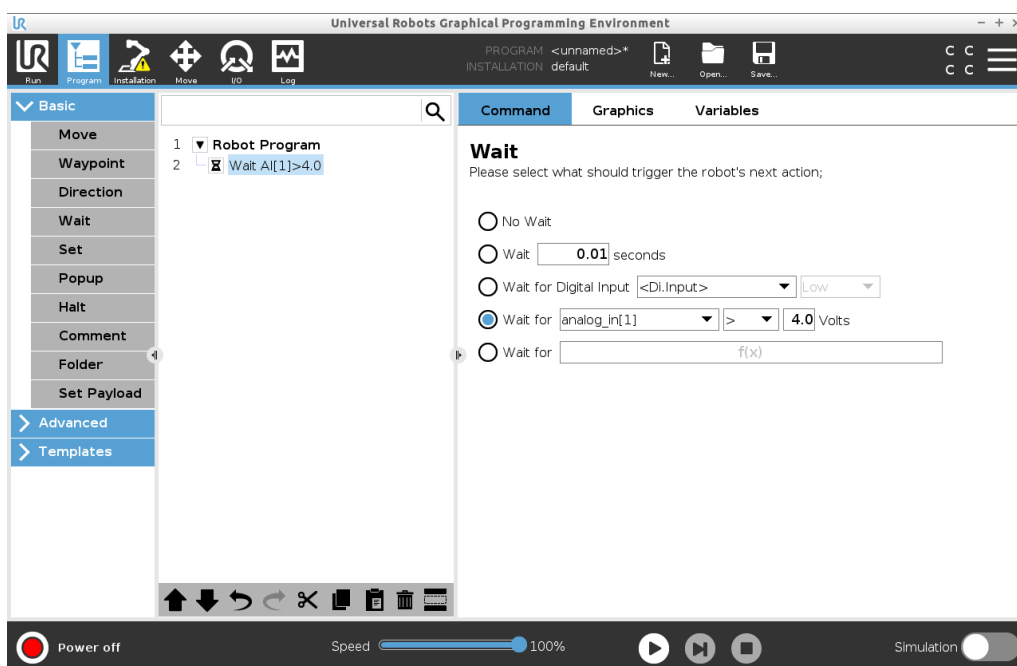 UR Universal Robots Graphical Programming Environment
UR Run Program Installation Move I/O Log PROGRAM <unnamed>* New... Open... Save... C C
INSTALLATION default C C
Basic
Move
Waypoint
Direction
Wait
Set
Popup
Halt
Comment
Folder
Set Payload
Advanced
Templates
1 Robot Program
2 Wait AI[1]>4.0
Command Graphics Variables
Wait
Please select what should trigger the robot's next action;
No Wait
Wait 0.01 seconds
Wait for Digital Input <Di.Input> Low
Wait for analog_in[1] > 4.0 Volts
Wait for f(x)
Power off Speed 100% Simulation